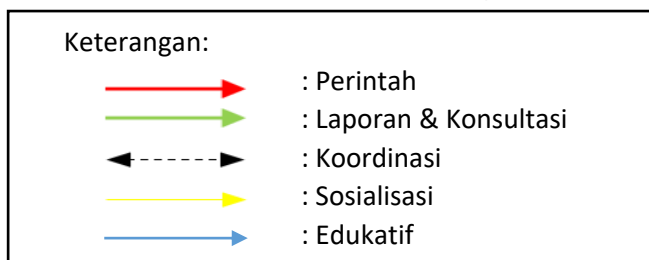 Keterangan:
: Perintah
: Laporan & Konsultasi
: Koordinasi
: Sosialisasi
: Edukatif